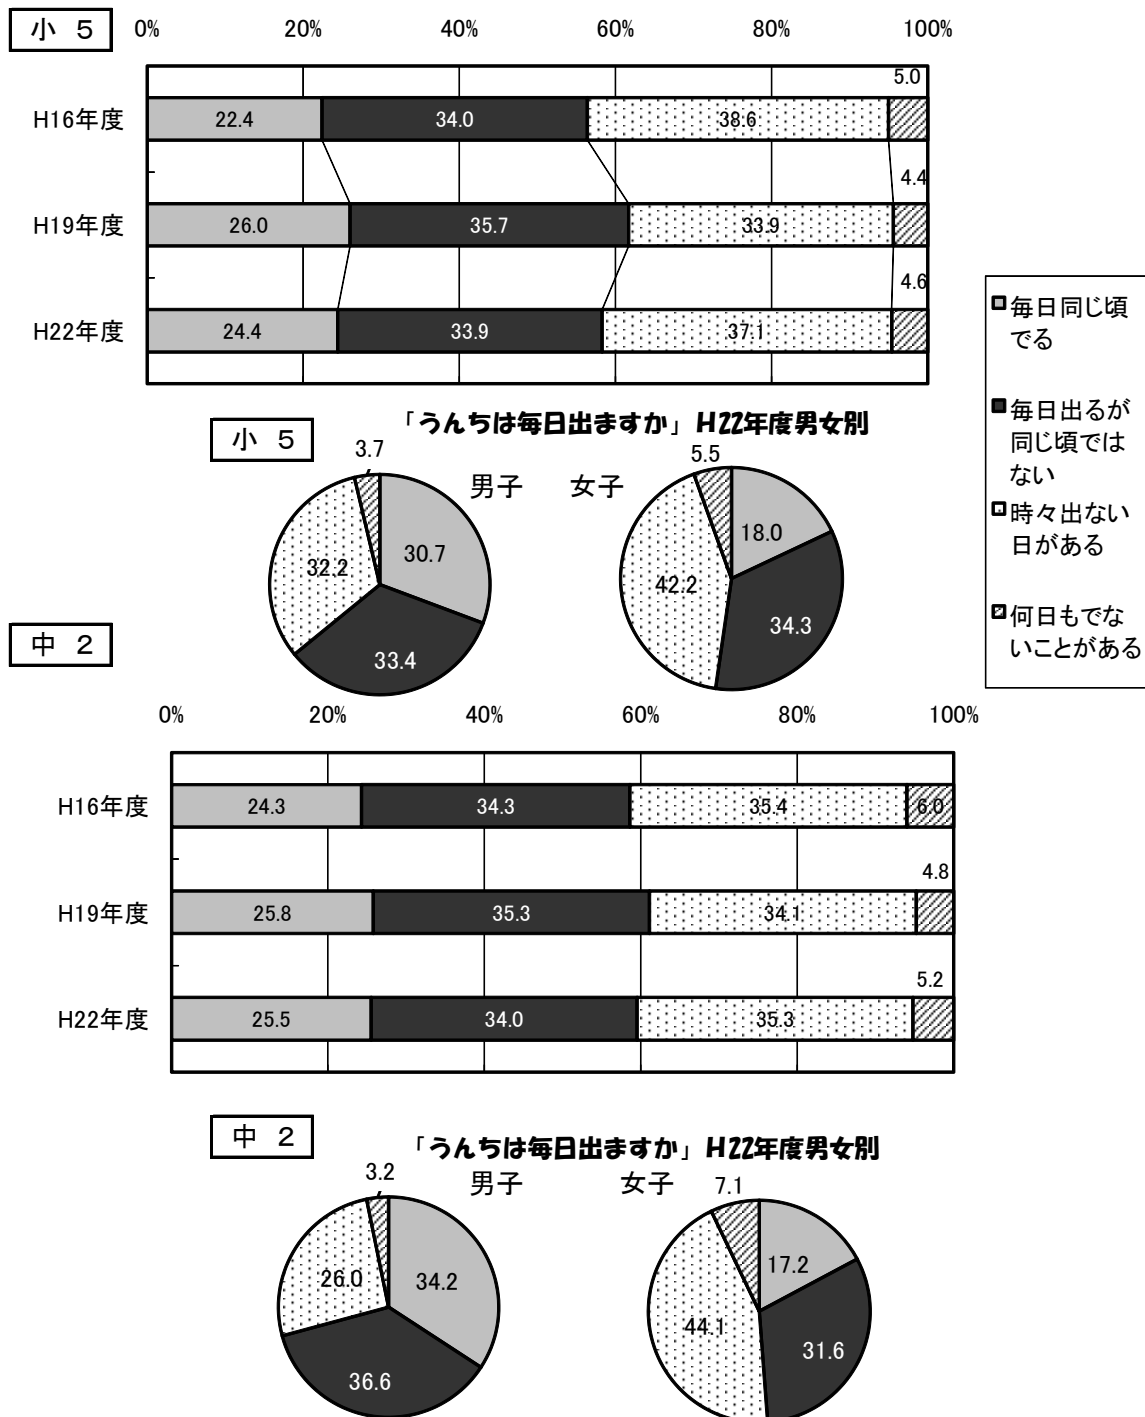 小 5
0% 20% 40% 60% 80% 100%
5.0
H16年度 22.4 34.0 38.6
4.4
H19年度 26.0 35.7 33.9
4.6
H22年度 24.4 33.9 37.1
毎日同じ頃
でる
毎日出るが
同じ頃では
ない
時々出ない
日がある
何日もでな
いことがある
「うんちは毎日出ますか」H22年度男女別
小 5
男子 女子
3.7
30.7
32.2
33.4
5.5
18.0
42.2
34.3
中 2
0% 20% 40% 60% 80% 100%
H16年度 24.3 34.3 35.4 6.0
4.8
H19年度 25.8 35.3 34.1
5.2
H22年度 25.5 34.0 35.3
中 2
「うんちは毎日出ますか」H22年度男女別
男子 女子
3.2
34.2
26.0
36.6
7.1
17.2
44.1
31.6